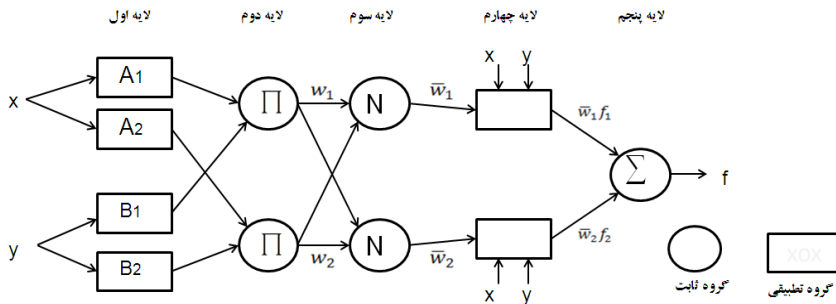 لایه اول لایه دوم لایه سوم لایه چهارم لایه پنجم
x y
A1 w1 w̅1
x ∏ N w̅1f1
A2
∑ f
B1
y ∏ N w̅2f2
B2 w2 w̅2
x y
xox
گروه ثابت گروه تطبیقی